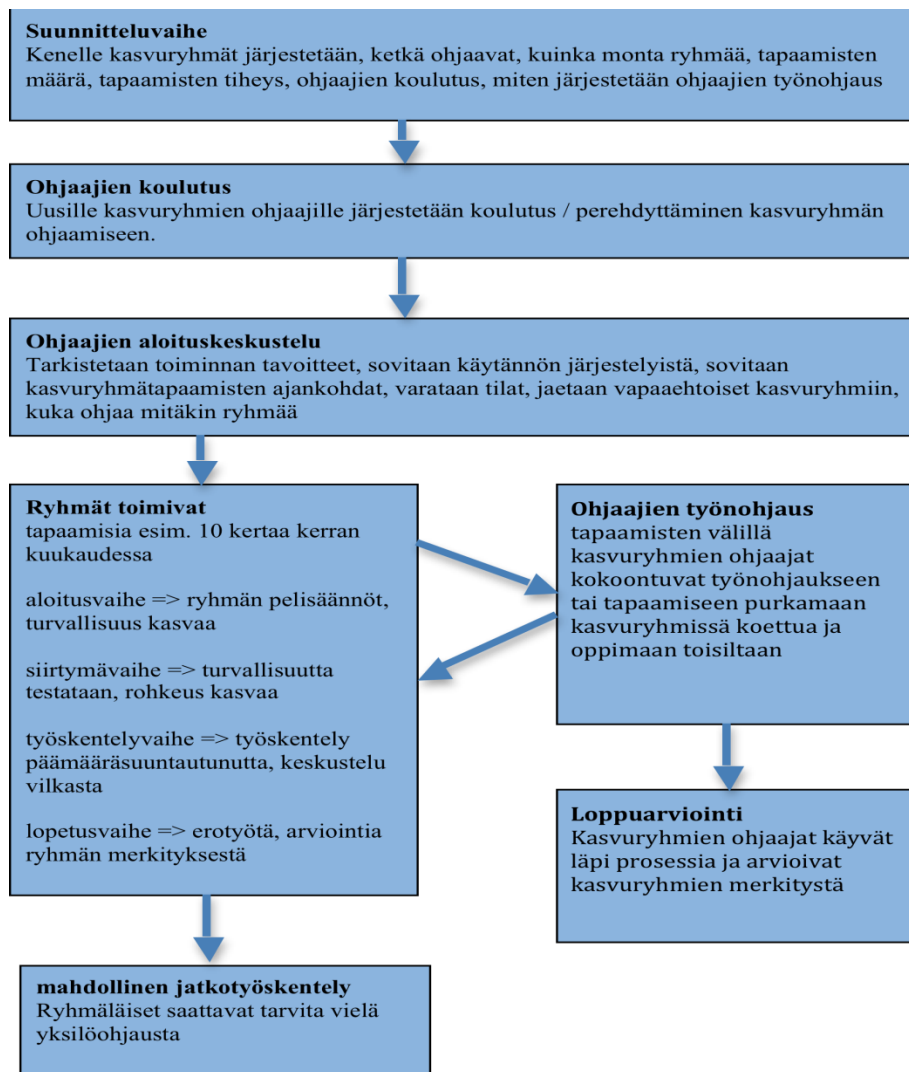 Suunnitteluvaihe
Kenelle kasvuryhmät järjestetään, ketkä ohjaavat, kuinka monta ryhmää, tapaamisten
määrä, tapaamisten tiheys, ohjaajien koulutus, miten järjestetään ohjaajien työnohjaus
Ohjaajien koulutus
Uusille kasvuryhmien ohjaajille järjestetään koulutus / perehdyttäminen kasvuryhmän
ohjaamiseen.
Ohjaajien aloituskeskustelu
Tarkistetaan toiminnan tavoitteet, sovitaan käytännön järjestelyistä, sovitaan
kasvuryhmätapaamisten ajankohdat, varataan tilat, jaetaan vapaaehtoiset kasvuryhmiin,
kuka ohjaa mitäkin ryhmää
Ryhmät toimivat
tapaamisia esim. 10 kertaa kerran
kuukaudessa
aloitusvaihe => ryhmän pelisäännöt,
turvallisuus kasvaa
siirtymävaihe => turvallisuutta
testataan, rohkeus kasvaa
työskentelyvaihe => työskentely
päämääräsuuntautunutta, keskustelu
vilkasta
lopetusvaihe => erotyötä, arviointia
ryhmän merkityksestä
Ohjaajien työnohjaus
tapaamisten välillä
kasvuryhmien ohjaajat
kokoontuvat työnohjaukseen
tai tapaamiseen purkamaan
kasvuryhmissä koettua ja
oppimaan toisiltaan
Loppuarviointi
Kasvuryhmien ohjaajat käyvät
läpi prosessia ja arvioivat
kasvuryhmien merkitystä
mahdollinen jatkotyöskentely
Ryhmäläiset saattavat tarvita vielä
yksilöohjausta